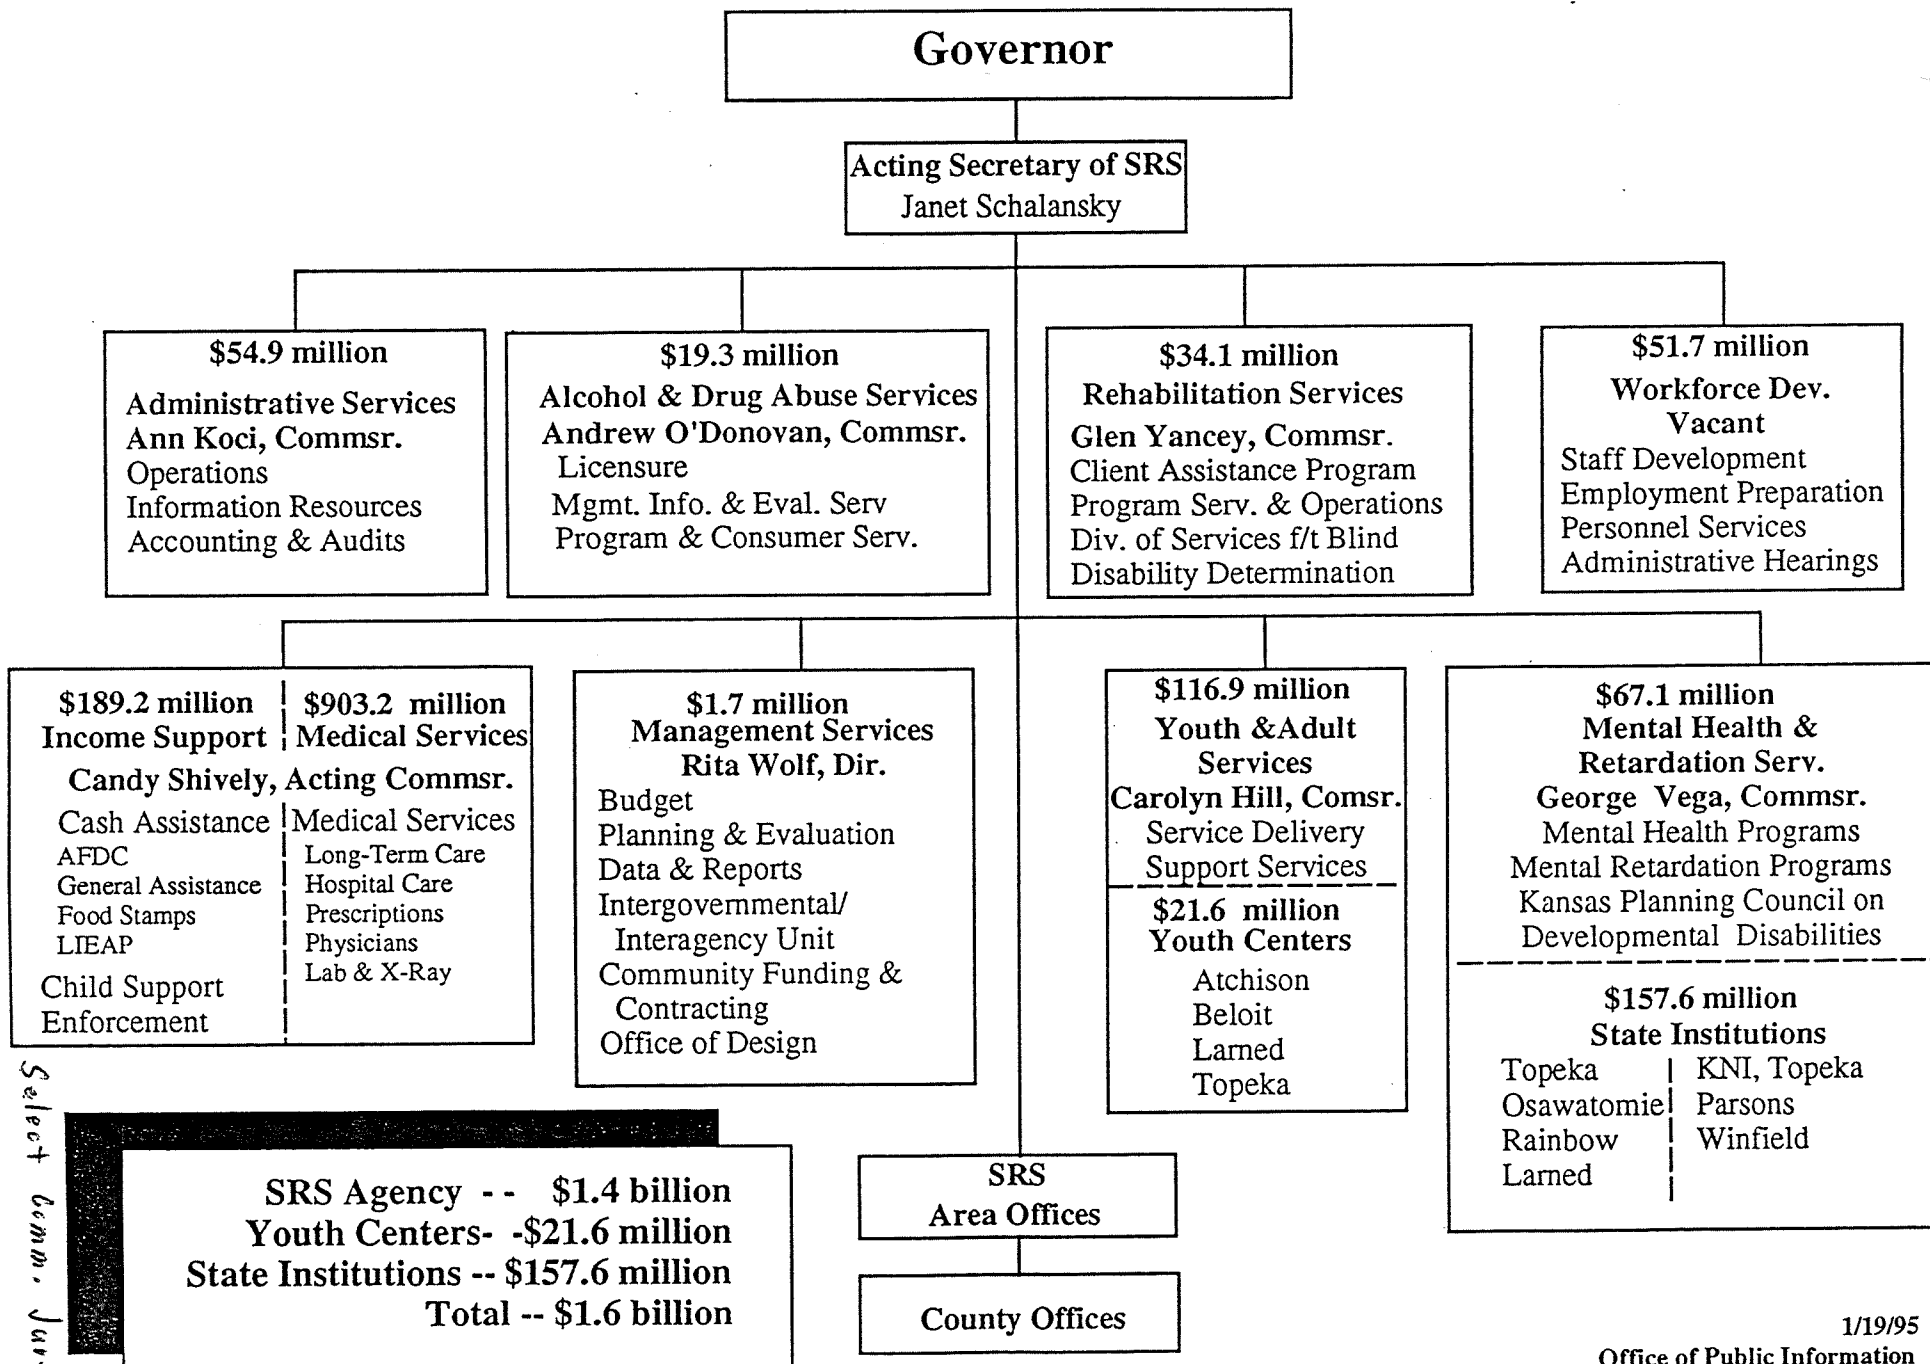 Governor
Acting Secretary of SRS
Janet Schalansky
$54.9 million
Administrative Services
Ann Koci, Commsr.
Operations
Information Resources
Accounting & Audits
$19.3 million
Alcohol & Drug Abuse Services
Andrew O'Donovan, Commsr.
Licensure
Mgmt. Info. & Eval. Serv
Program & Consumer Serv.
$34.1 million
Rehabilitation Services
Glen Yancey, Commsr.
Client Assistance Program
Program Serv. & Operations
Div. of Services f/t Blind
Disability Determination
$51.7 million
Workforce Dev.
Vacant
Staff Development
Employment Preparation
Personnel Services
Administrative Hearings
$189.2 million
Income Support
$903.2 million
Medical Services
Candy Shively, Acting Commsr.
Cash Assistance
AFDC
General Assistance
Food Stamps
LIEAP
Child Support
Enforcement
Medical Services
Long-Term Care
Hospital Care
Prescriptions
Physicians
Lab & X-Ray
$1.7 million
Management Services
Rita Wolf, Dir.
Budget
Planning & Evaluation
Data & Reports
Intergovernmental/
Interagency Unit
Community Funding &
Contracting
Office of Design
$116.9 million
Youth &Adult
Services
Carolyn Hill, Comsr.
Service Delivery
Support Services
$21.6 million
Youth Centers
Atchison
Beloit
Larned
Topeka
$67.1 million
Mental Health &
Retardation Serv.
George Vega, Commsr.
Mental Health Programs
Mental Retardation Programs
Kansas Planning Council on
Developmental Disabilities
$157.6 million
State Institutions
Topeka
Osawatomie
Rainbow
Larned
KNI, Topeka
Parsons
Winfield
SRS Agency - - $1.4 billion
Youth Centers- -$21.6 million
State Institutions -- $157.6 million
Total -- $1.6 billion
SRS
Area Offices
County Offices
1/19/95
Office of Public Information
Select Comm.